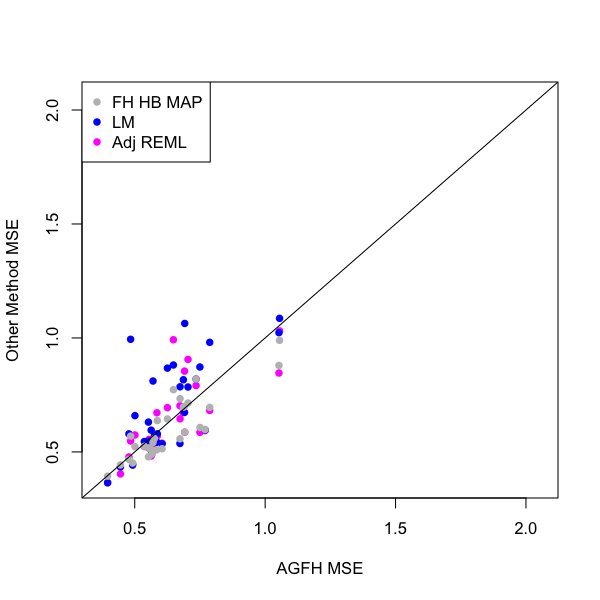 FH HB MAP
LM
Adj REML
2.0
1.5
1.0
0.5
Other Method MSE
0.5 1.0 1.5 2.0
AGFH MSE